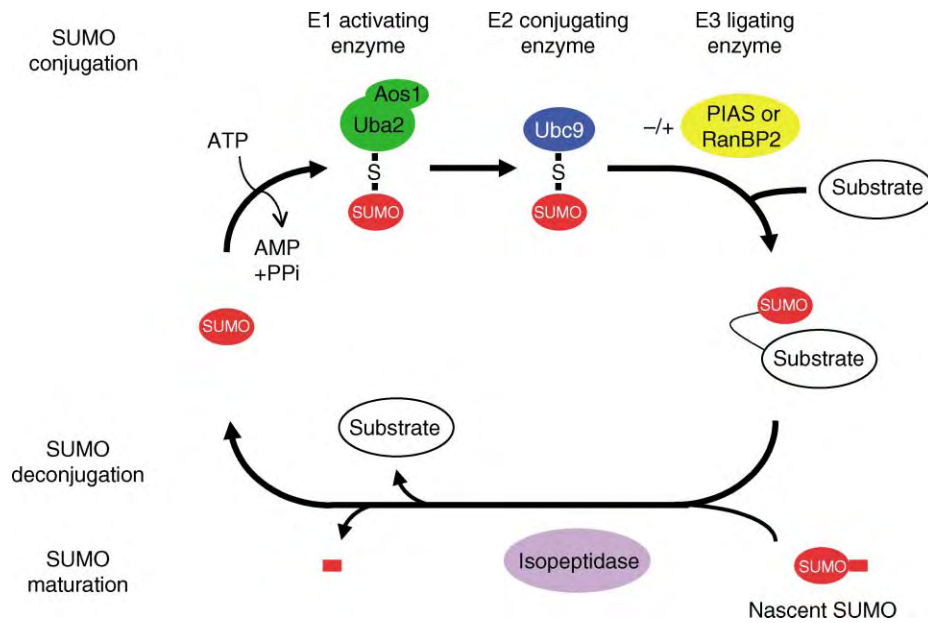 SUMO
conjugation
E1 activating
enzyme
E2 conjugating
enzyme
E3 ligating
enzyme
Aos1
Uba2
Ubc9
–/+
PIAS or
RanBP2
ATP
S
S
SUMO
SUMO
Substrate
AMP
+PPi
SUMO
SUMO
Substrate
Substrate
SUMO
deconjugation
SUMO
maturation
Isopeptidase
SUMO
Nascent SUMO